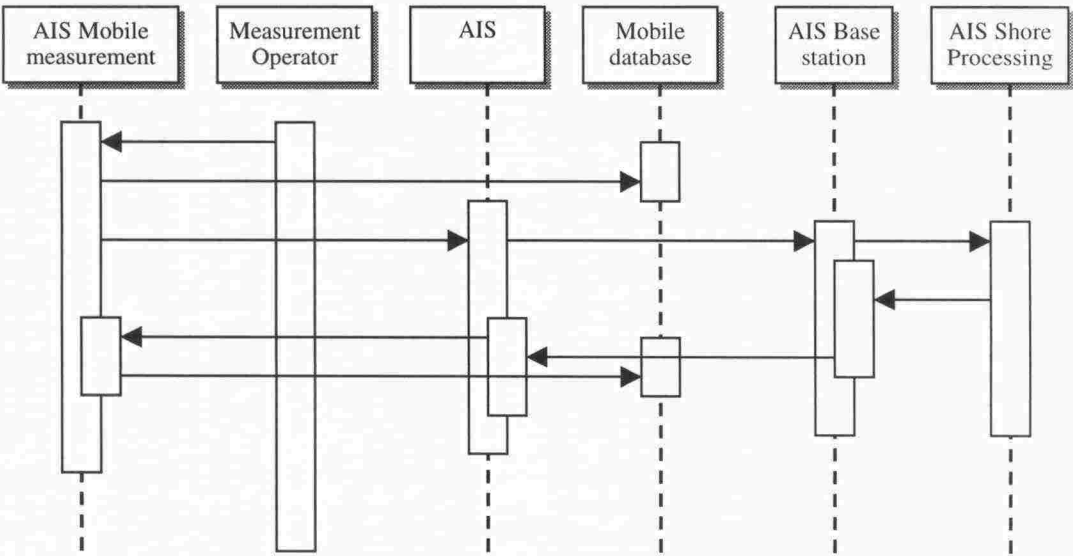 AIS Mobile
measurement
Measurement
Operator
AIS
Mobile
database
AIS Base
station
AIS Shore
Processing